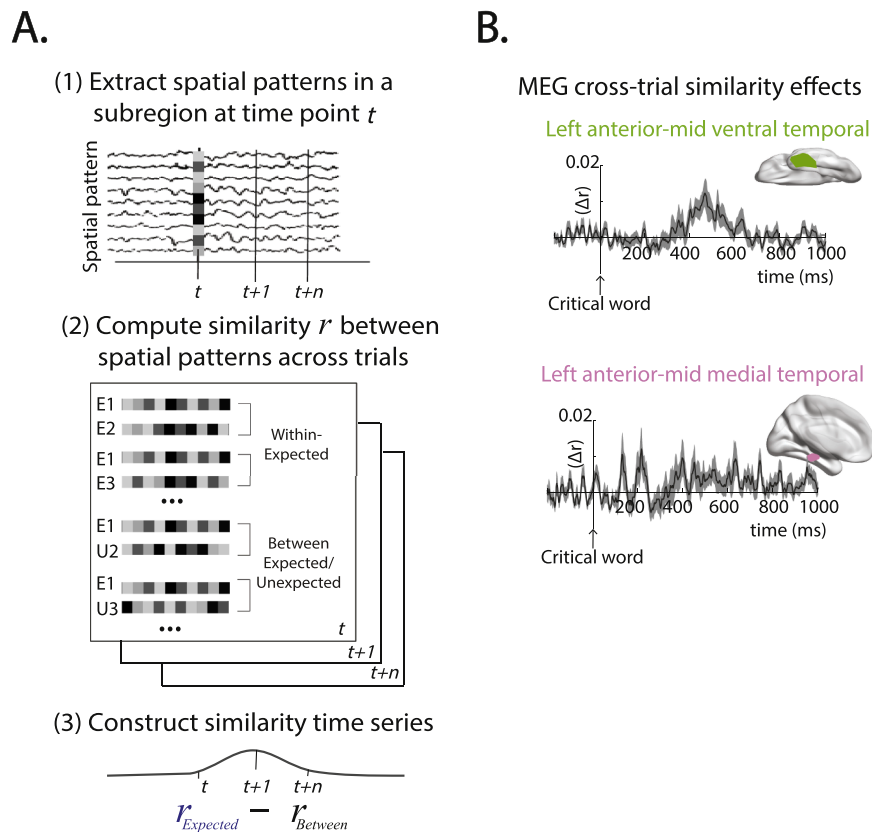 A.
(1) Extract spatial patterns in a
subregion at time point t
Spatial pattern
t t+1 t+n
(2) Compute similarity r between
spatial patterns across trials
E1
E2
Within-
Expected
E1
E3
•••
E1
U2
Between
Expected/
Unexpected
E1
U3
•••
t
t+1
t+n
(3) Construct similarity time series
t t+1 t+n
rExpected − rBetween
B.
MEG cross-trial similarity effects
Left anterior-mid ventral temporal
0.02
(Δr)
200 400 600 800 1000
time (ms)
Critical word
Left anterior-mid medial temporal
0.02
(Δr)
200 400 600 800 1000
time (ms)
Critical word